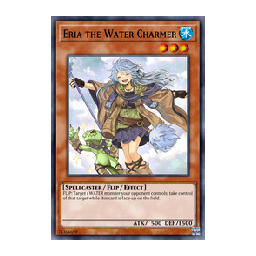 Eria the Water Charmer
[Spellcaster / Flip / Effect]
FLIP: Target 1 WATER monster your opponent controls; take control
of that target while this card is face-up on the field.
ATK/ 500 DEF/1500